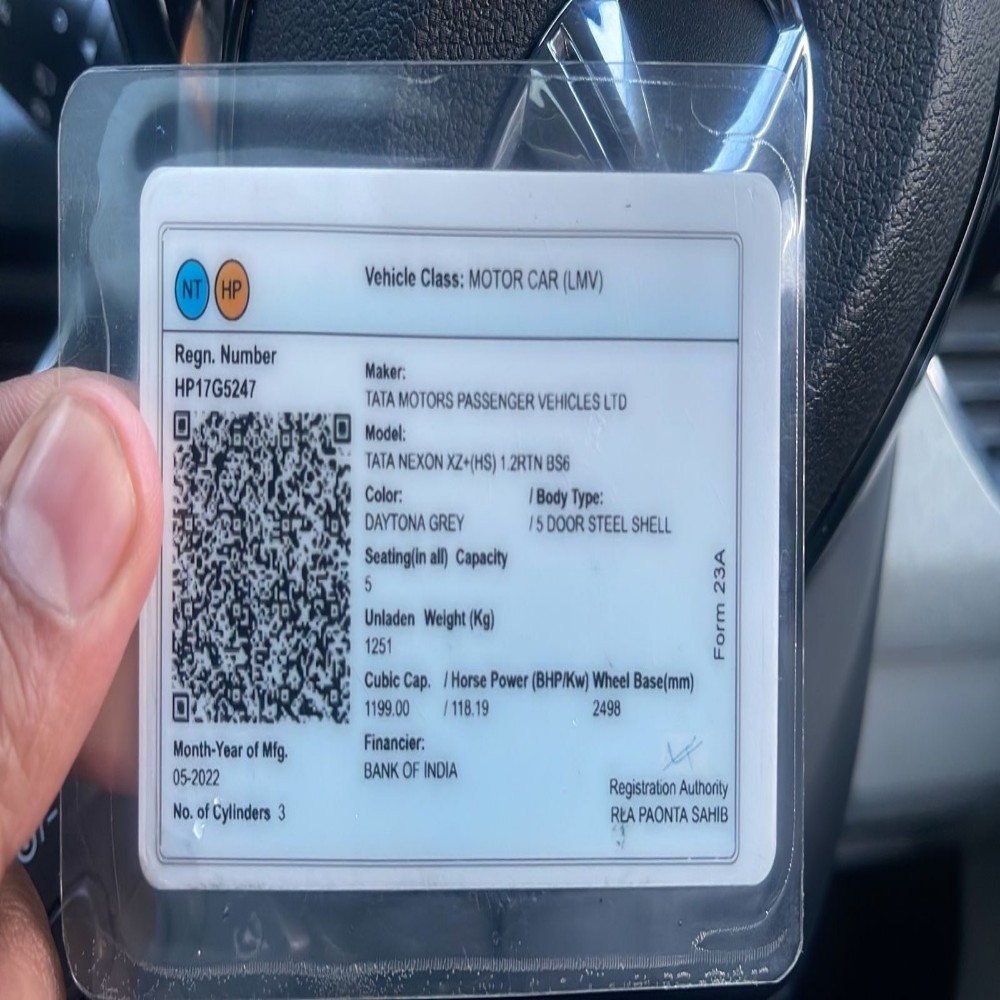 NT HP
Vehicle Class: MOTOR CAR (LMV)
Regn. Number
HP17G5247
Maker:
TATA MOTORS PASSENGER VEHICLES LTD
Model:
TATA NEXON XZ+(HS) 1.2RTN BS6
Color: / Body Type:
DAYTONA GREY / 5 DOOR STEEL SHELL
Seating(in all) Capacity
5
Unladen Weight (Kg)
1251
Cubic Cap. / Horse Power (BHP/Kw) Wheel Base(mm)
1199.00 / 118.19 2498
Month-Year of Mfg.
05-2022
No. of Cylinders 3
Financier:
BANK OF INDIA
Registration Authority
RLA PAONTA SAHIB
Form 23A